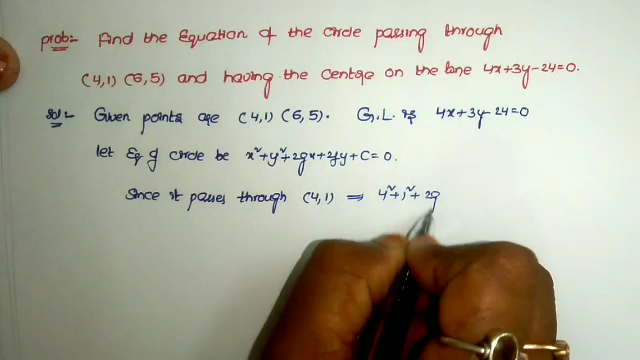 prob:- Find the Equation of the Circle passing through
(4,1) (6,5) and having the Centre on the line 4x+3y-24=0.
Sol:- Given points are (4,1) (6,5). G.L. is 4x+3y-24=0
let Eq of circle be x²+y²+2gx+2fy+c=0.
Since it passes through (4,1) ⇒ 4²+1²+2g